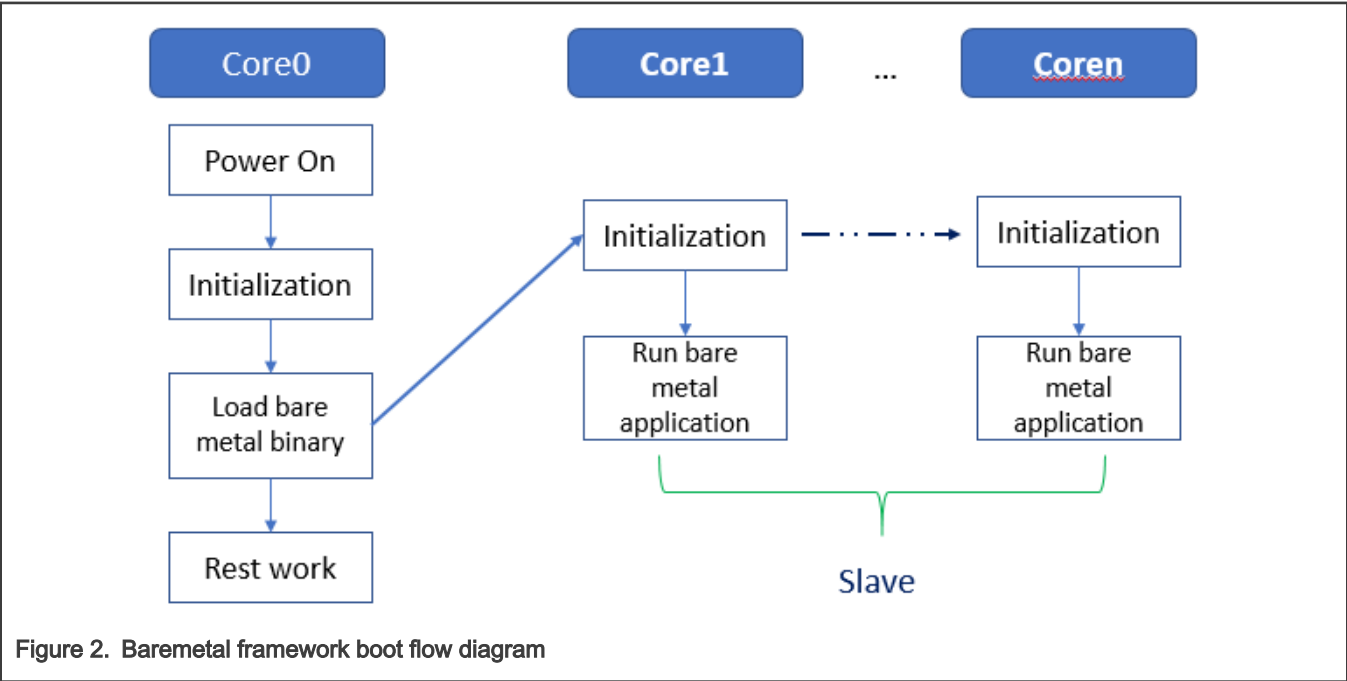 Core0
Core1
...
Coren
Power On
Initialization
Load bare
metal binary
Rest work
Initialization
Run bare
metal
application
Initialization
Run bare
metal
application
Slave
Figure 2. Baremetal framework boot flow diagram